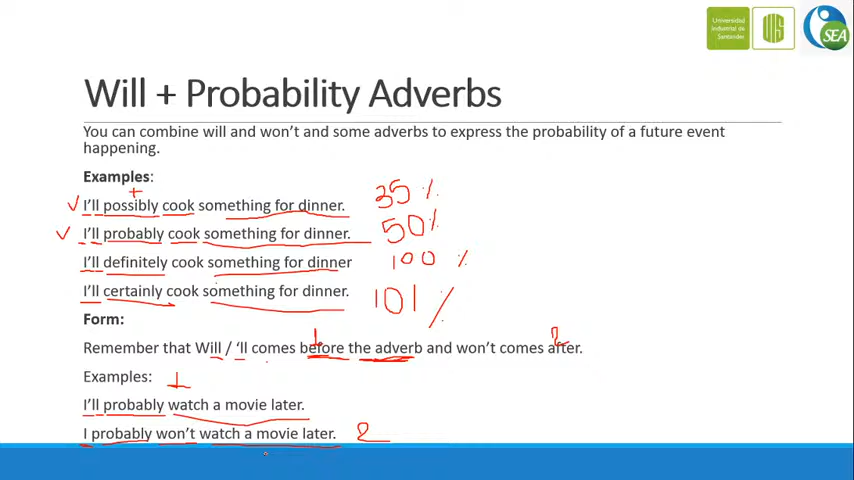 Universidad
Industrial de
Santander
UIS
SEA
Will + Probability Adverbs
You can combine will and won't and some adverbs to express the probability of a future event
happening.
Examples:
+
I'll possibly cook something for dinner. 35 %
I'll probably cook something for dinner. 50%
I'll definitely cook something for dinner 100 %
I'll certainly cook something for dinner. 101 %
Form:
1 2
Remember that Will / 'll comes before the adverb and won't comes after.
Examples: 1
I'll probably watch a movie later.
I probably won't watch a movie later. 2